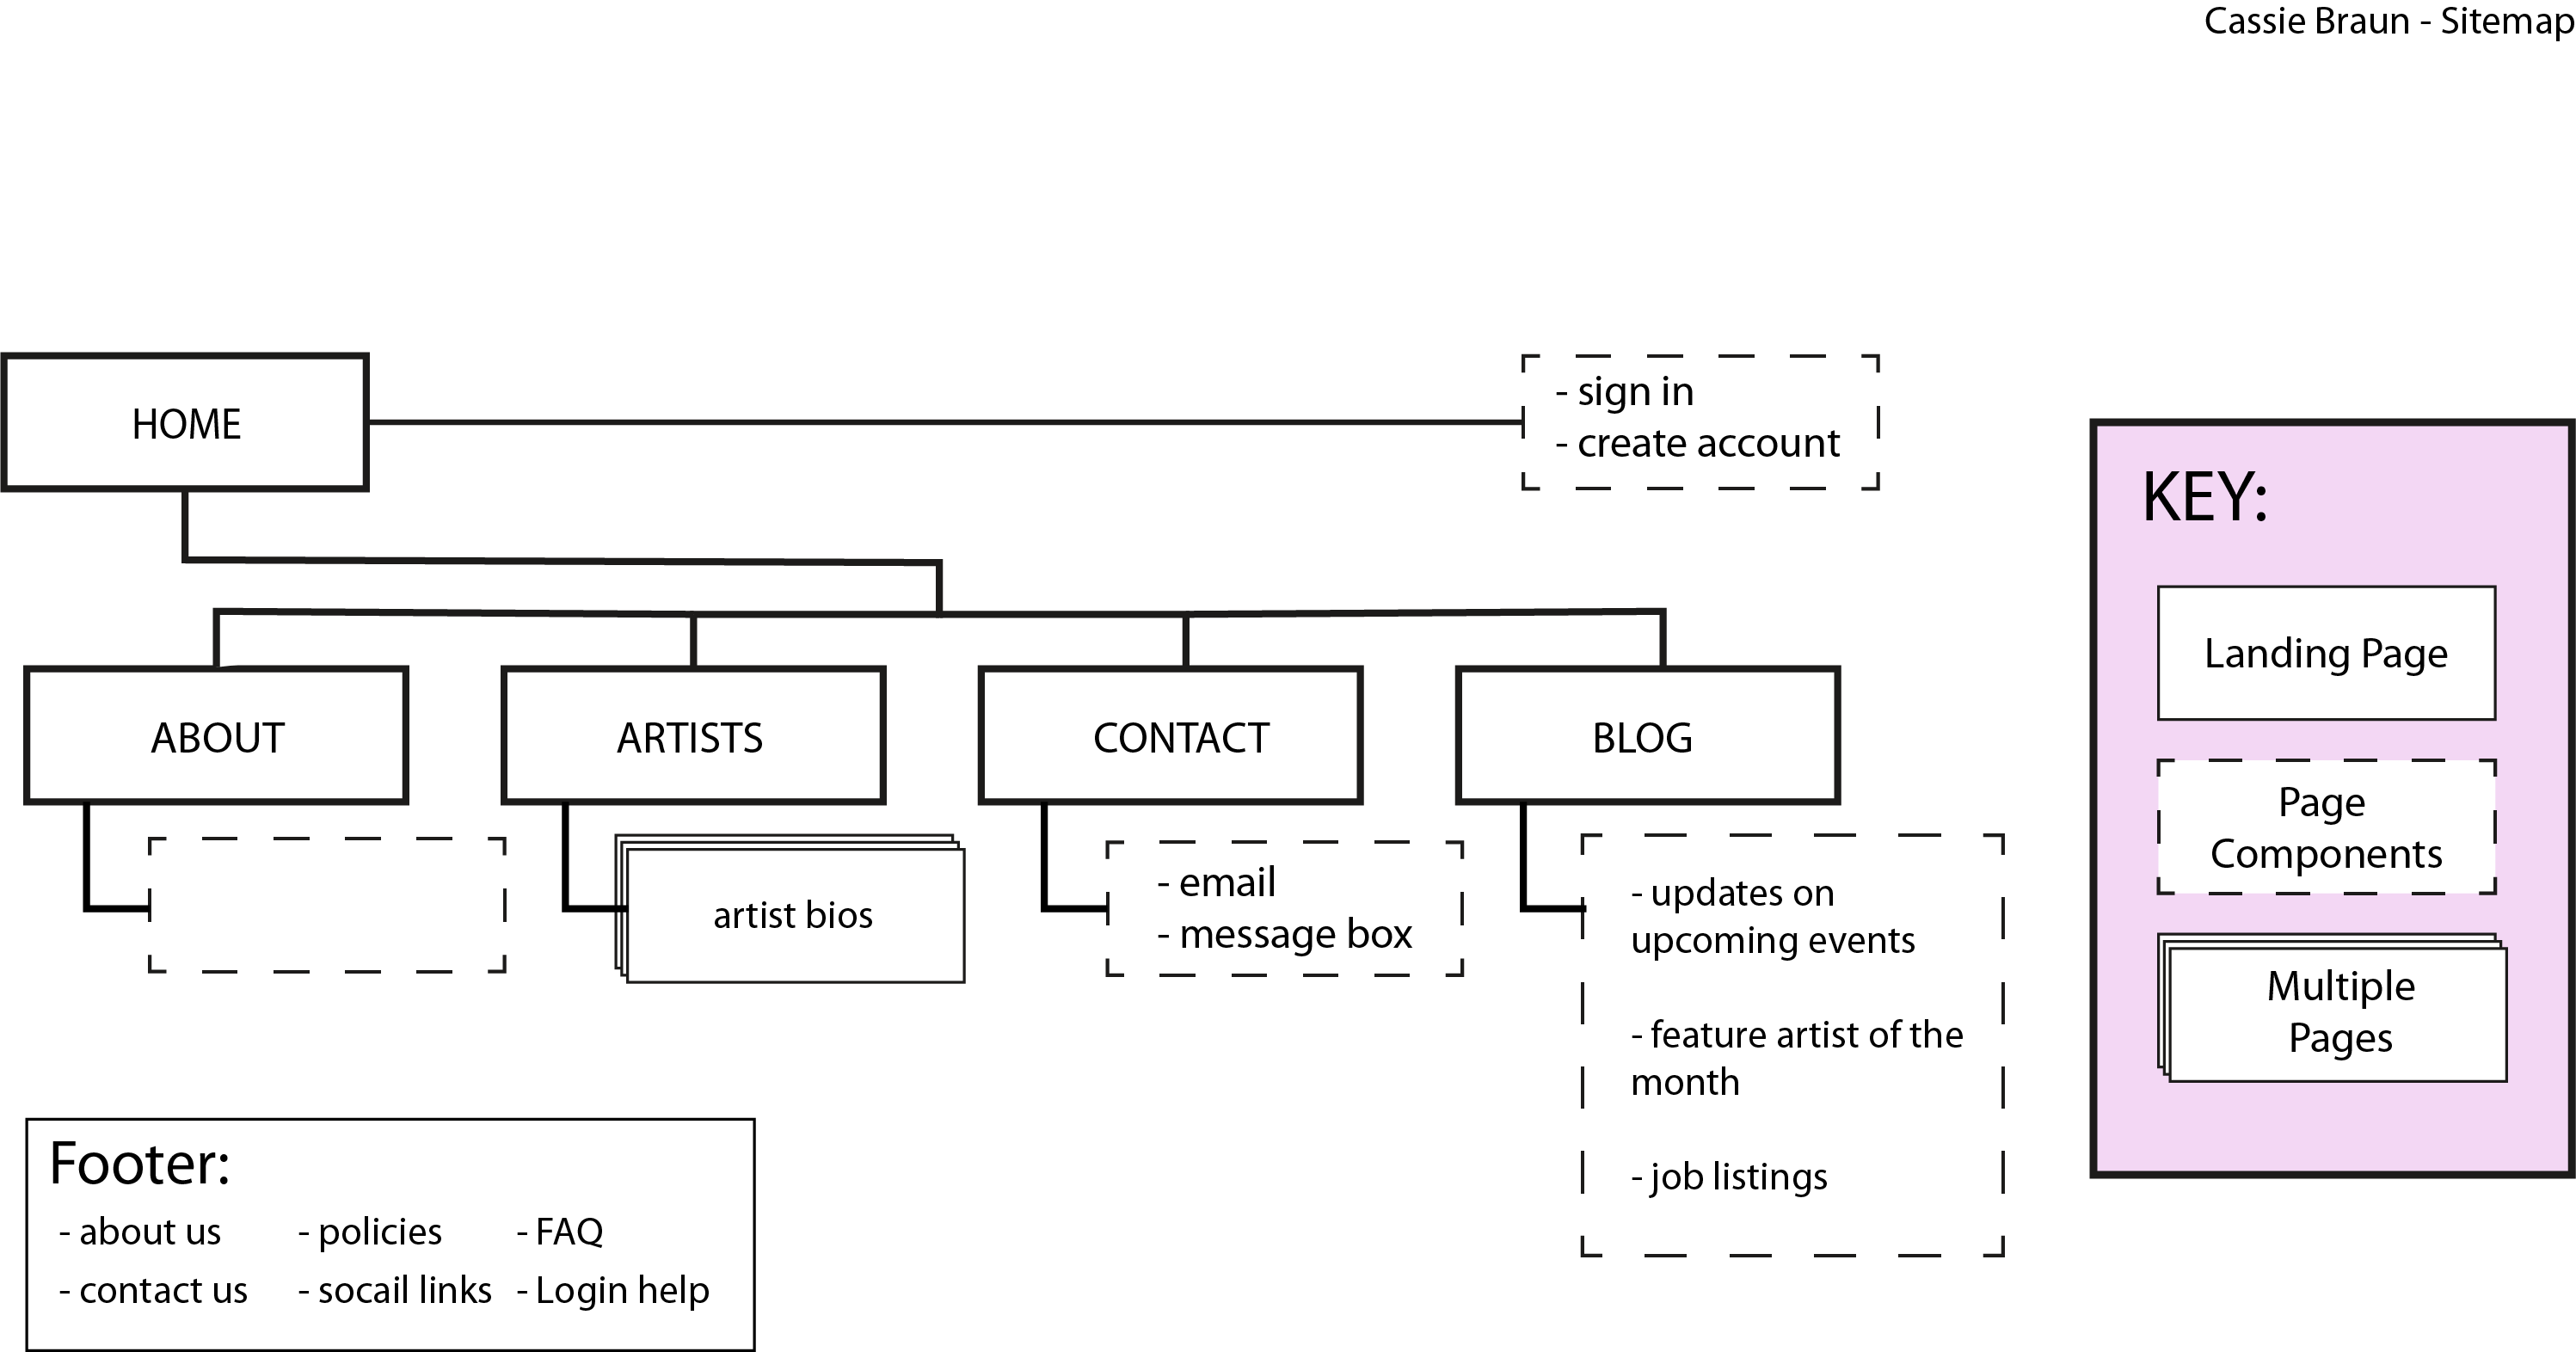 Cassie Braun - Sitemap
HOME
- sign in
- create account
ABOUT
ARTISTS
CONTACT
BLOG
artist bios
- email
- message box
- updates on
upcoming events
- feature artist of the
month
- job listings
KEY:
Landing Page
Page
Components
Multiple
Pages
Footer:
- about us - policies - FAQ
- contact us - socail links - Login help